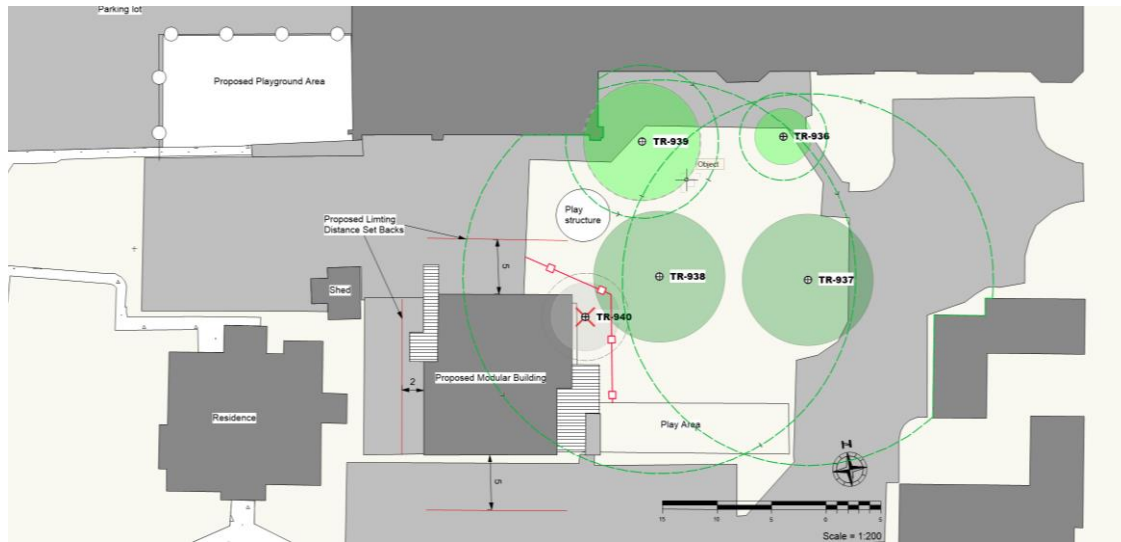 Parking lot
Proposed Playground Area
TR-939
TR-936
Object
Play
structure
Proposed Limting
Distance Set Backs
5
TR-938
TR-937
Shed
TR-940
2
Proposed Modular Building
Residence
Play Area
N
5
15
10
5
0
5
Scale = 1:200